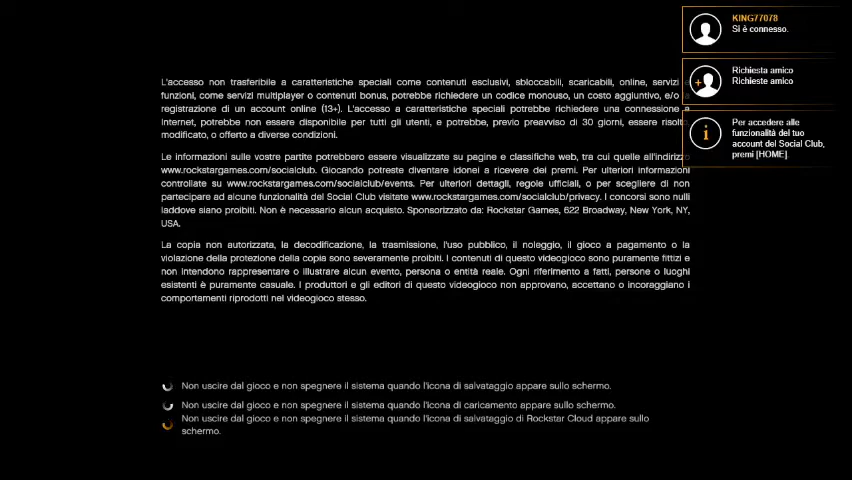 KING77078
Si è connesso.
Richiesta amico
Richieste amico
Per accedere alle
funzionalità del tuo
account del Social Club,
premi [HOME].
L'accesso non trasferibile a caratteristiche speciali come contenuti esclusivi, sbloccabili, scaricabili, online, servizi
funzioni, come servizi multiplayer o contenuti bonus, potrebbe richiedere un codice monouso, un costo aggiuntivo, e/o
registrazione di un account online (13+). L'accesso a caratteristiche speciali potrebbe richiedere una connessione a
Internet, potrebbe non essere disponibile per tutti gli utenti, e potrebbe, previo preavviso di 30 giorni, essere risolto,
modificato, o offerto a diverse condizioni.
Le informazioni sulle vostre partite potrebbero essere visualizzate su pagine e classifiche web, tra cui quelle all'indirizzo
www.rockstargames.com/socialclub. Giocando potreste diventare idonei a ricevere dei premi. Per ulteriori informazioni
controllate su www.rockstargames.com/socialclub/events. Per ulteriori dettagli, regole ufficiali, o per scegliere di non
partecipare ad alcune funzionalità del Social Club visitate www.rockstargames.com/socialclub/privacy. I concorsi sono nulli
laddove siano proibiti. Non è necessario alcun acquisto. Sponsorizzato da: Rockstar Games, 622 Broadway, New York, NY,
USA.
La copia non autorizzata, la decodificazione, la trasmissione, l'uso pubblico, il noleggio, il gioco a pagamento o la
violazione della protezione della copia sono severamente proibiti. I contenuti di questo videogioco sono puramente fittizi e
non intendono rappresentare o illustrare alcun evento, persona o entità reale. Ogni riferimento a fatti, persone o luoghi
esistenti è puramente casuale. I produttori e gli editori di questo videogioco non approvano, accettano o incoraggiano i
comportamenti riprodotti nel videogioco stesso.
Non uscire dal gioco e non spegnere il sistema quando l'icona di salvataggio appare sullo schermo.
Non uscire dal gioco e non spegnere il sistema quando l'icona di caricamento appare sullo schermo.
Non uscire dal gioco e non spegnere il sistema quando l'icona di salvataggio di Rockstar Cloud appare sullo
schermo.